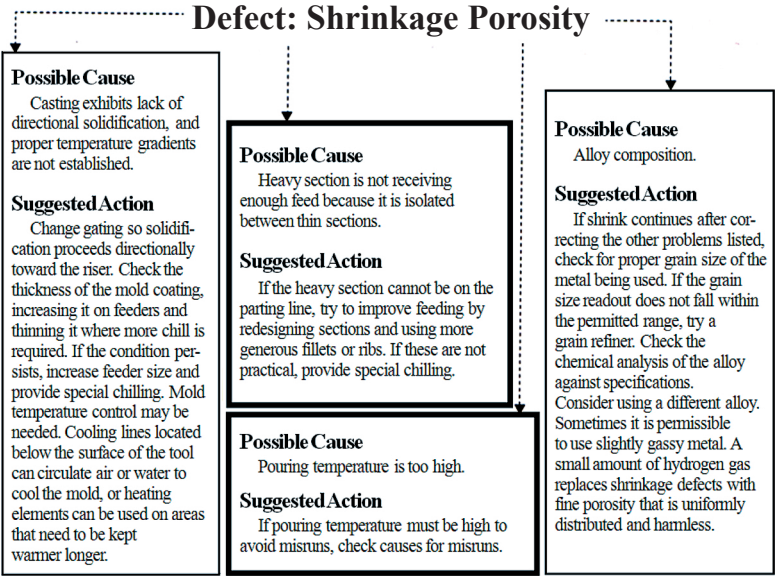 Defect: Shrinkage Porosity
Possible Cause
Casting exhibits lack of
directional solidification, and
proper temperature gradients
are not established.
Suggested Action
Change gating so solidifi-
cation proceeds directionally
toward the riser. Check the
thickness of the mold coating,
increasing it on feeders and
thinning it where more chill is
required. If the condition per-
sists, increase feeder size and
provide special chilling. Mold
temperature control may be
needed. Cooling lines located
below the surface of the tool
can circulate air or water to
cool the mold, or heating
elements can be used on areas
that need to be kept
warmer longer.
Possible Cause
Heavy section is not receiving
enough feed because it is isolated
between thin sections.
Suggested Action
If the heavy section cannot be on the
parting line, try to improve feeding by
redesigning sections and using more
generous fillets or ribs. If these are not
practical, provide special chilling.
Possible Cause
Pouring temperature is too high.
Suggested Action
If pouring temperature must be high to
avoid misruns, check causes for misruns.
Possible Cause
Alloy composition.
Suggested Action
If shrink continues after cor-
recting the other problems listed,
check for proper grain size of the
metal being used. If the grain
size readout does not fall within
the permitted range, try a
grain refiner. Check the
chemical analysis of the alloy
against specifications.
Consider using a different alloy.
Sometimes it is permissible
to use slightly gassy metal. A
small amount of hydrogen gas
replaces shrinkage defects with
fine porosity that is uniformly
distributed and harmless.